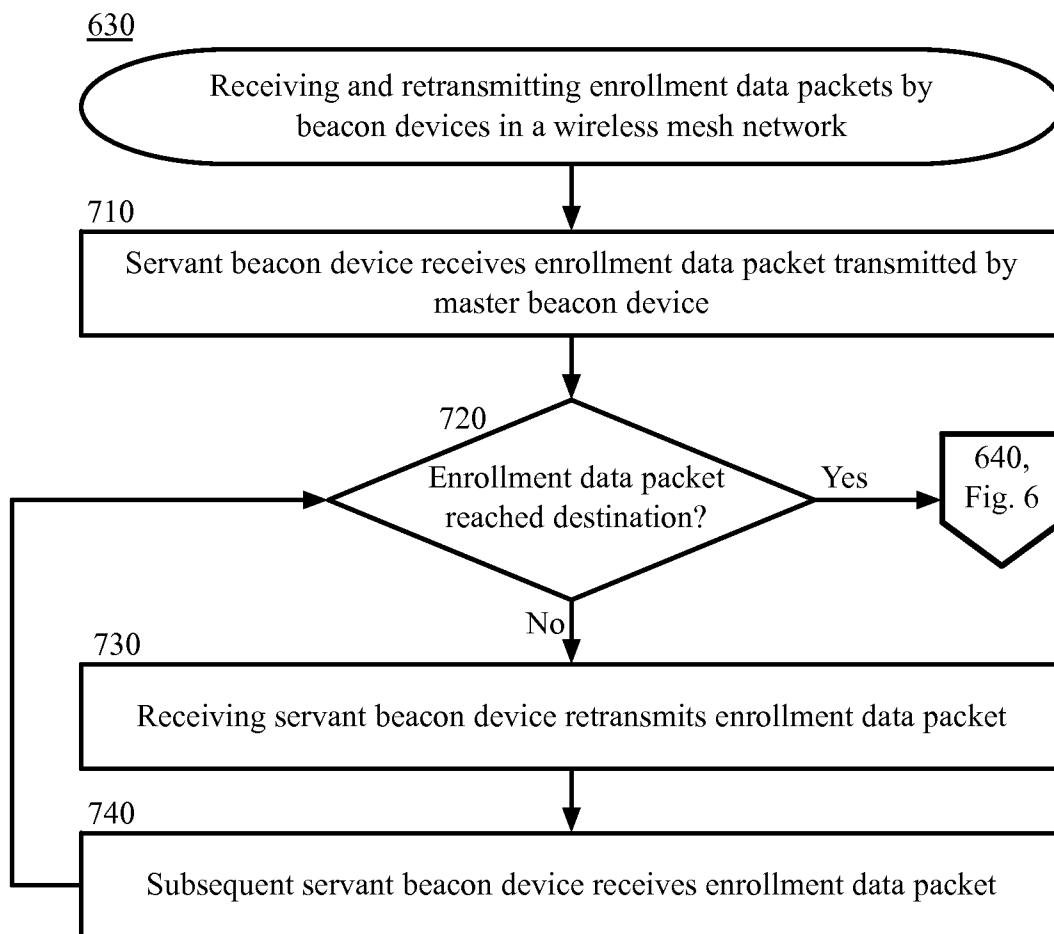 630
Receiving and retransmitting enrollment data packets by
beacon devices in a wireless mesh network
710
Servant beacon device receives enrollment data packet transmitted by
master beacon device
720
Enrollment data packet
reached destination?
Yes
640,
Fig. 6
No
730
Receiving servant beacon device retransmits enrollment data packet
740
Subsequent servant beacon device receives enrollment data packet